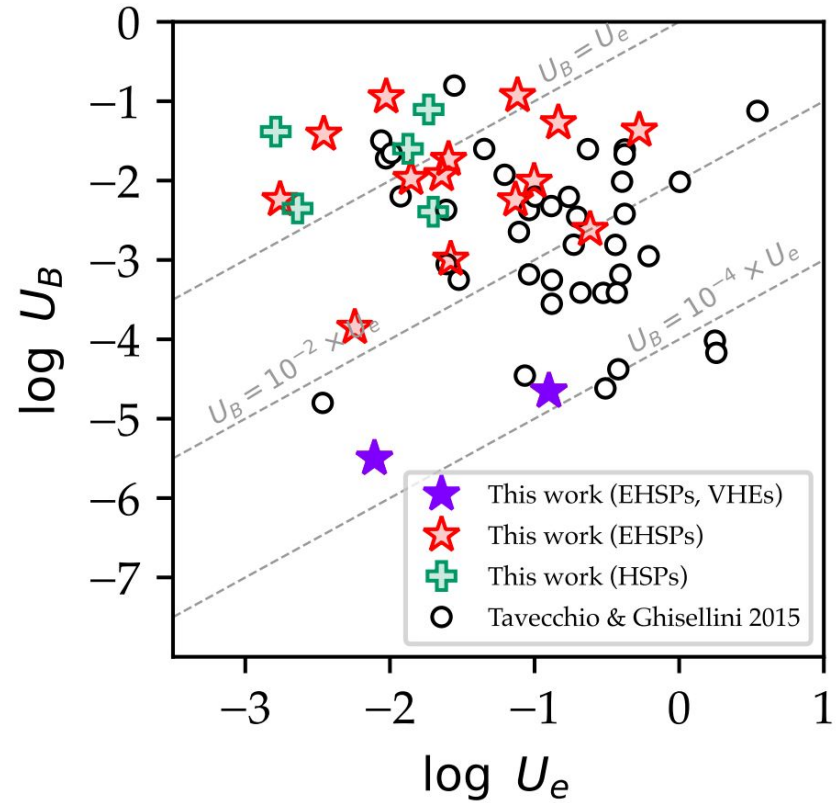 0
−1
−2
−3
−4
−5
−6
−7
log U_B
U_B = U_e
U_B = 10^{-2} × U_e
U_B = 10^{-4} × U_e
This work (EHSPs, VHEs)
This work (EHSPs)
This work (HSPs)
Tavecchio & Ghisellini 2015
−3 −2 −1 0 1
log U_e